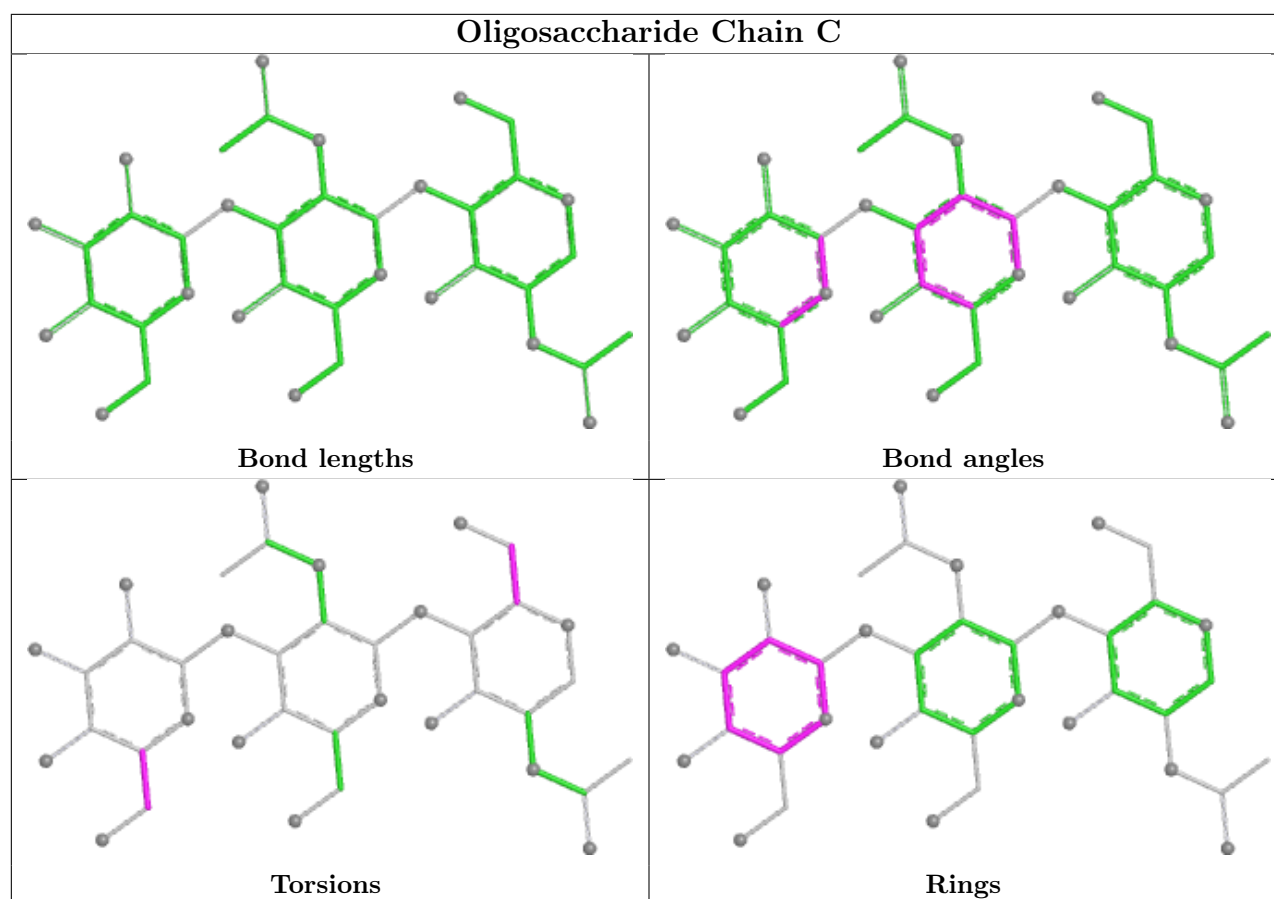 Oligosaccharide Chain C
Bond lengths
Bond angles
Torsions
Rings